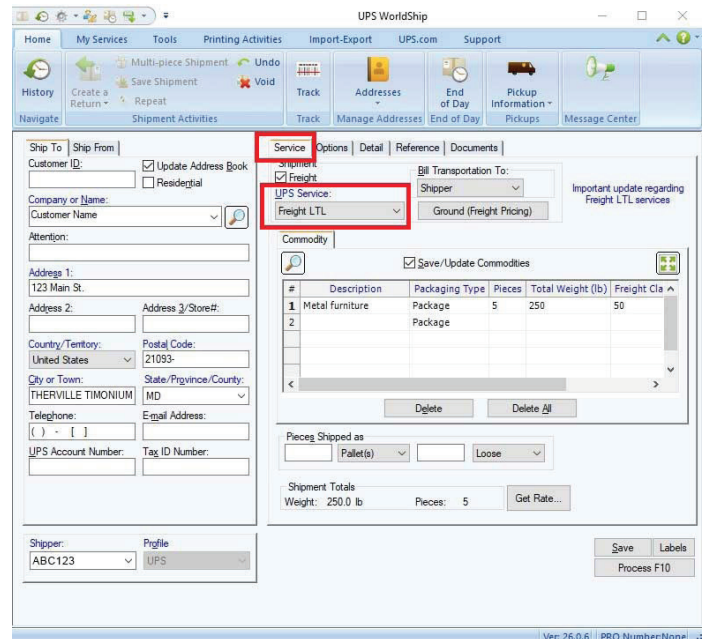 UPS WorldShip
Home My Services Tools Printing Activities Import-Export UPS.com Support
History
Create a Return
Multi-piece Shipment
Save Shipment
Repeat
Undo
Void
Track
Addresses
End of Day
Pickup Information
Navigate Shipment Activities Track Manage Addresses End of Day Pickups Message Center
Ship To Ship From
Customer ID:
Update Address Book
Residential
Company or Name:
Customer Name
Attention:
Address 1:
123 Main St.
Address 2: Address 3/Store#:
Country/Territory: Postal Code:
United States 21093-
City or Town: State/Province/County:
THERVILLE TIMONIUM MD
Telephone: E-mail Address:
( ) - [ ]
UPS Account Number: Tax ID Number:
Shipper: Profile
ABC123 UPS
Service Options Detail Reference Documents
Shipment
Freight
UPS Service:
Freight LTL
Bill Transportation To:
Shipper
Ground (Freight Pricing)
Important update regarding
Freight LTL services
Commodity
Save/Update Commodities
# Description Packaging Type Pieces Total Weight (lb) Freight Cla
1 Metal furniture Package 5 250 50
2 Package
Delete Delete All
Pieces Shipped as
Pallet(s) Loose
Shipment Totals
Weight: 250.0 lb Pieces: 5 Get Rate...
Save Labels
Process F10
Ver: 26.0.6 PRO Number:None